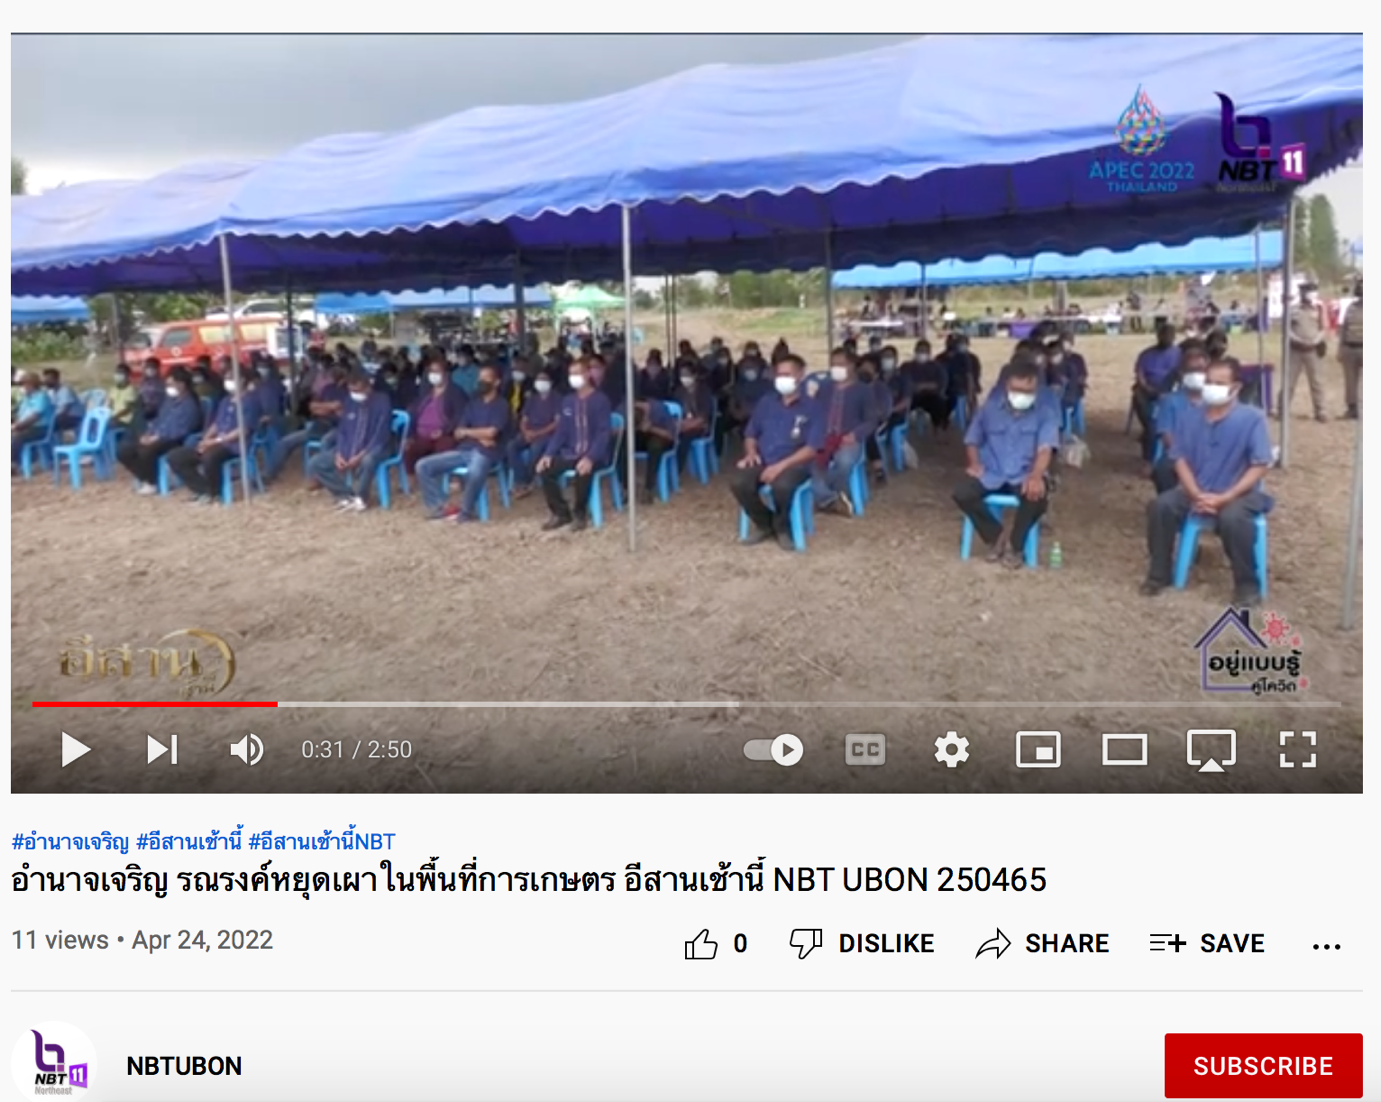 APEC 2022
THAILAND
NBT 11
Northeast
อีสาน
อยู่แบบรู้
คู่โควิด
0:31 / 2:50
CC
#อำนาจเจริญ #อีสานเช้านี้ #อีสานเช้านี้NBT
อำนาจเจริญ รณรงค์หยุดเผาในพื้นที่การเกษตร อีสานเช้านี้ NBT UBON 250465
11 views • Apr 24, 2022
0 DISLIKE SHARE SAVE
NBT 11
Northeast
NBTUBON
SUBSCRIBE